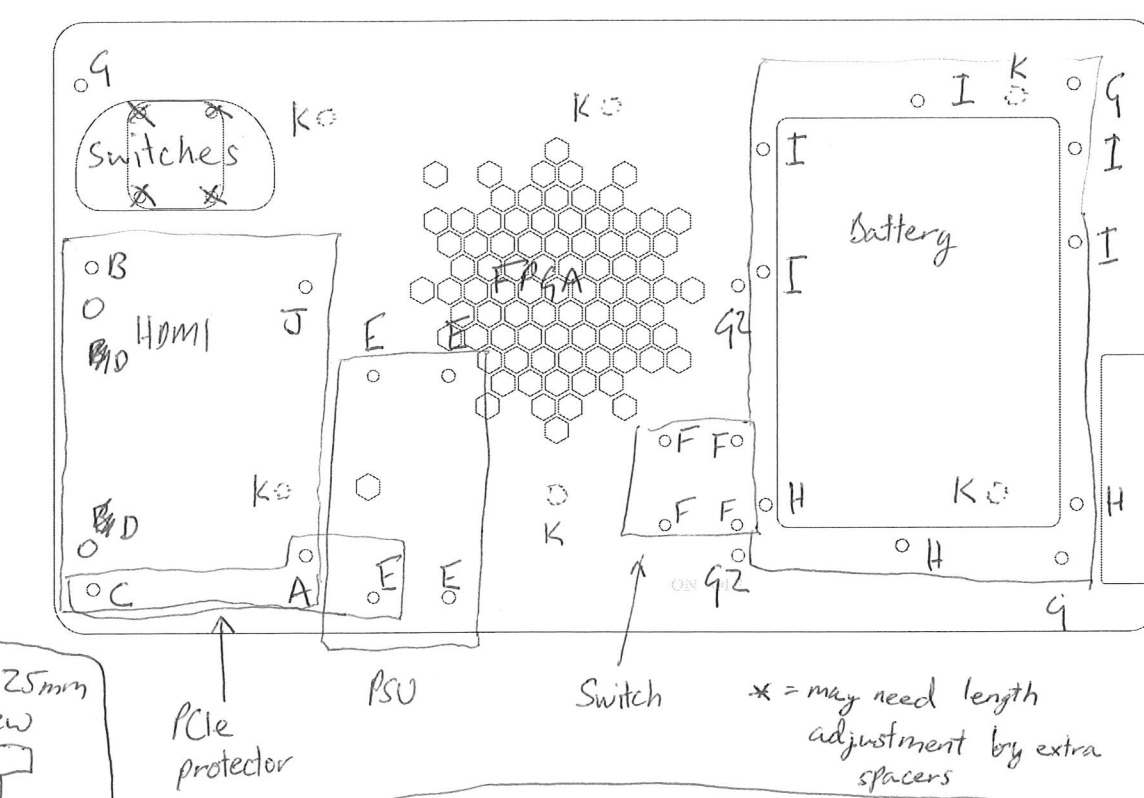 G
K
K
I
K
G
Switches
I
I
Battery
I
I
B
HDMI
J
FPGA
G2
E
E
D
F
F
K
D
K
F
F
H
K
H
C
A
E
E
K
G2
H
G
25mm
PSU
Switch
PCIe
protector
* = may need length
adjustment by extra
spacers